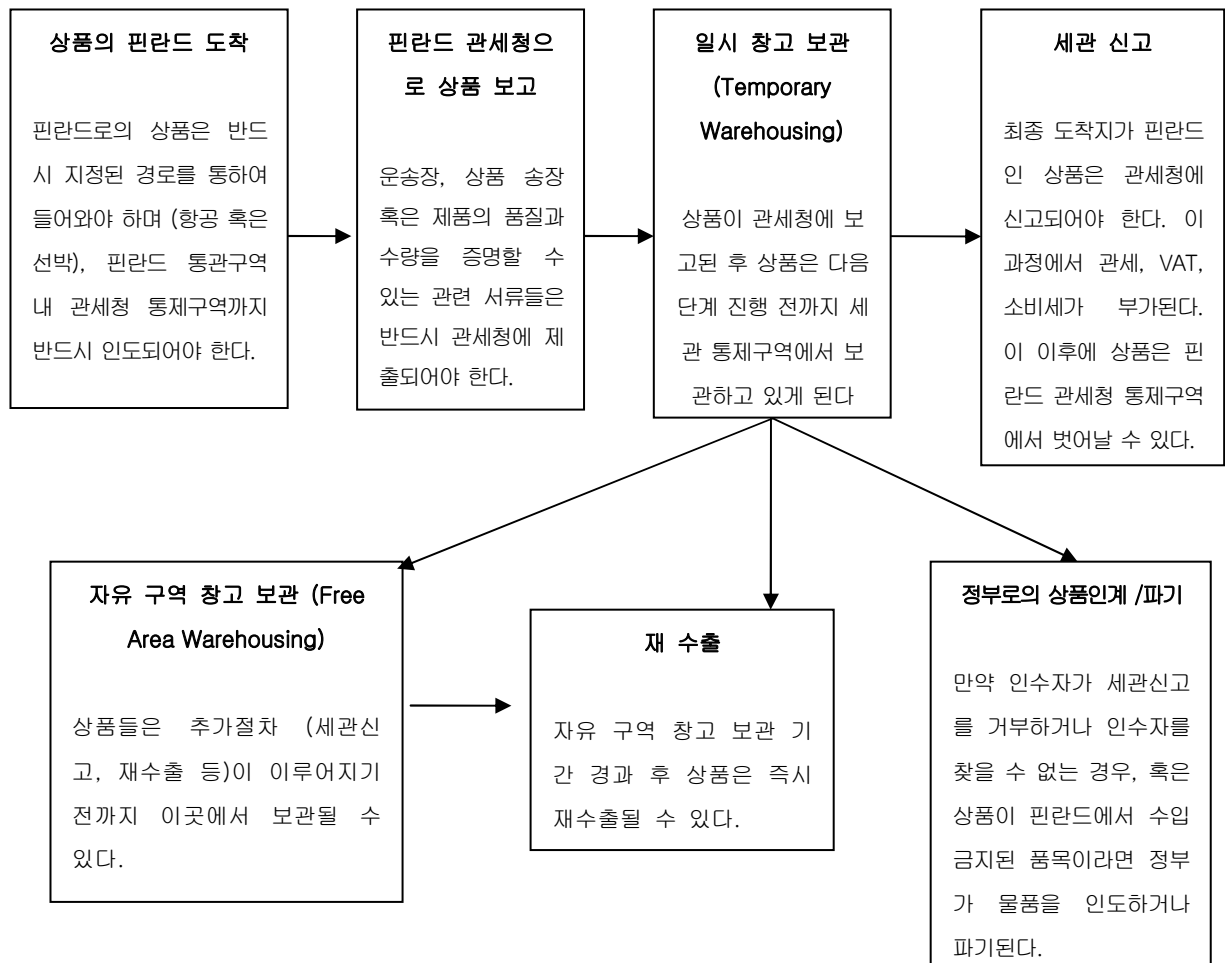 상품의 핀란드 도착
핀란드로의 상품은 반드
시 지정된 경로를 통하여
들어와야 하며 (항공 혹은
선박), 핀란드 통관구역
내 관세청 통제구역까지
반드시 인도되어야 한다.
핀란드 관세청으
로 상품 보고
운송장, 상품 송장
혹은 제품의 품질과
수량을 증명할 수
있는 관련 서류들은
반드시 관세청에 제
출되어야 한다.
일시 창고 보관
(Temporary
Warehousing)
상품이 관세청에 보
고된 후 상품은 다음
단계 진행 전까지 세
관 통제구역에서 보
관하고 있게 된다
세관 신고
최종 도착지가 핀란드
인 상품은 관세청에
신고되어야 한다. 이
과정에서 관세, VAT,
소비세가 부가된다.
이 이후에 상품은 핀
란드 관세청 통제구역
에서 벗어날 수 있다.
자유 구역 창고 보관 (Free
Area Warehousing)
상품들은 추가절차 (세관신
고, 재수출 등)이 이루어지기
전까지 이곳에서 보관될 수
있다.
재 수출
자유 구역 창고 보관 기
간 경과 후 상품은 즉시
재수출될 수 있다.
정부로의 상품인계 /파기
만약 인수자가 세관신고
를 거부하거나 인수자를
찾을 수 없는 경우, 혹은
상품이 핀란드에서 수입
금지된 품목이라면 정부
가 물품을 인도하거나
파기된다.